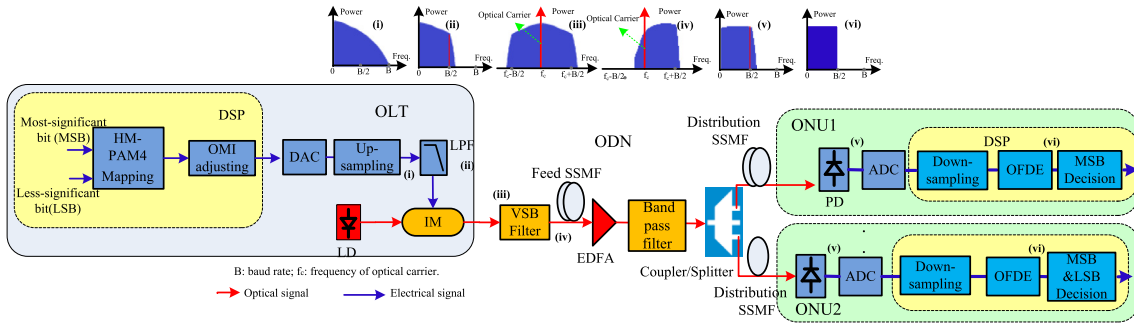 Power
(i)
Freq.
0
B/2
B
Power
(ii)
Freq.
0
B/2
B
Optical Carrier
Power
(iii)
Freq.
fc-B/2
fc
fc+B/2
Optical Carrier
Power
(iv)
Freq.
fc-B/2
fc
fc+B/2
Power
(v)
Freq.
0
B/2
B
Power
(vi)
Freq.
0
B/2
B
DSP
OLT
Most-significant
bit (MSB)
HM-
PAM4
Mapping
OMI
adjusting
Less-significant
bit(LSB)
DAC
Up-
sampling
(i)
LPF
(ii)
LD
IM
(iii)
VSB
Filter
(iv)
Feed SSMF
EDFA
ODN
Band
pass
filter
Coupler/Splitter
Distribution
SSMF
Distribution
SSMF
ONU1
PD
(v)
ADC
DSP
Down-
sampling
OFDE
(vi)
MSB
Decision
ONU2
(v)
ADC
Down-
sampling
OFDE
(vi)
MSB
&LSB
Decision
B: baud rate; fc: frequency of optical carrier.
Optical signal
Electrical signal